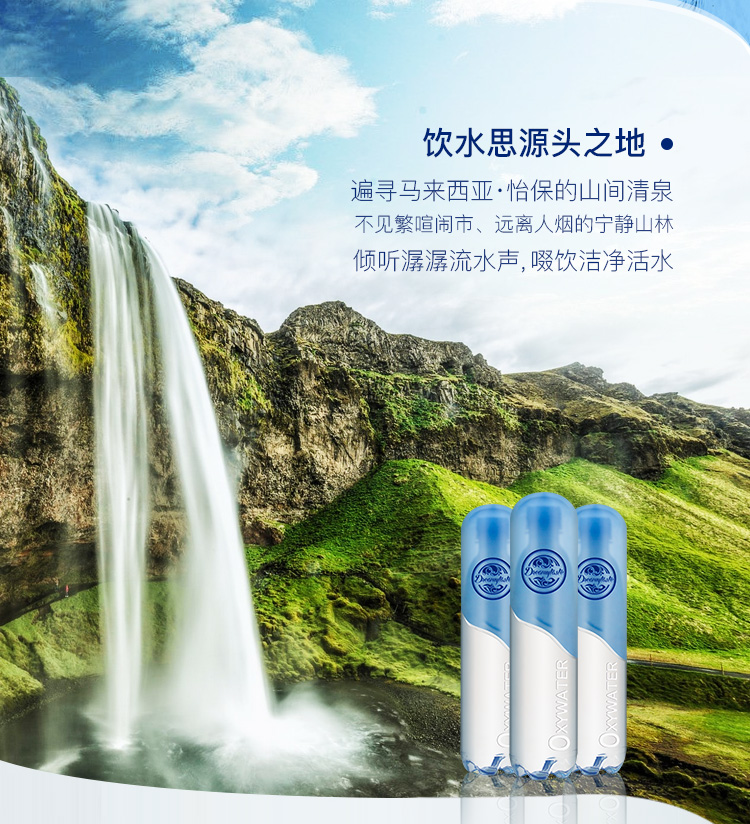 饮水思源头之地
遍寻马来西亚·怡保的山间清泉
不见繁喧闹市、远离人烟的宁静山林
倾听潺潺流水声, 啜饮洁净活水
OXYWATER
OXYWATER
OXYWATER